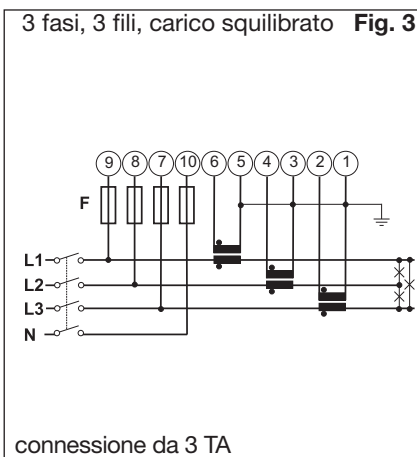 3 fasi, 3 fili, carico squilibrato Fig. 3
9 8 7 10 6 5 4 3 2 1
F
L1
L2
L3
N
connessione da 3 TA